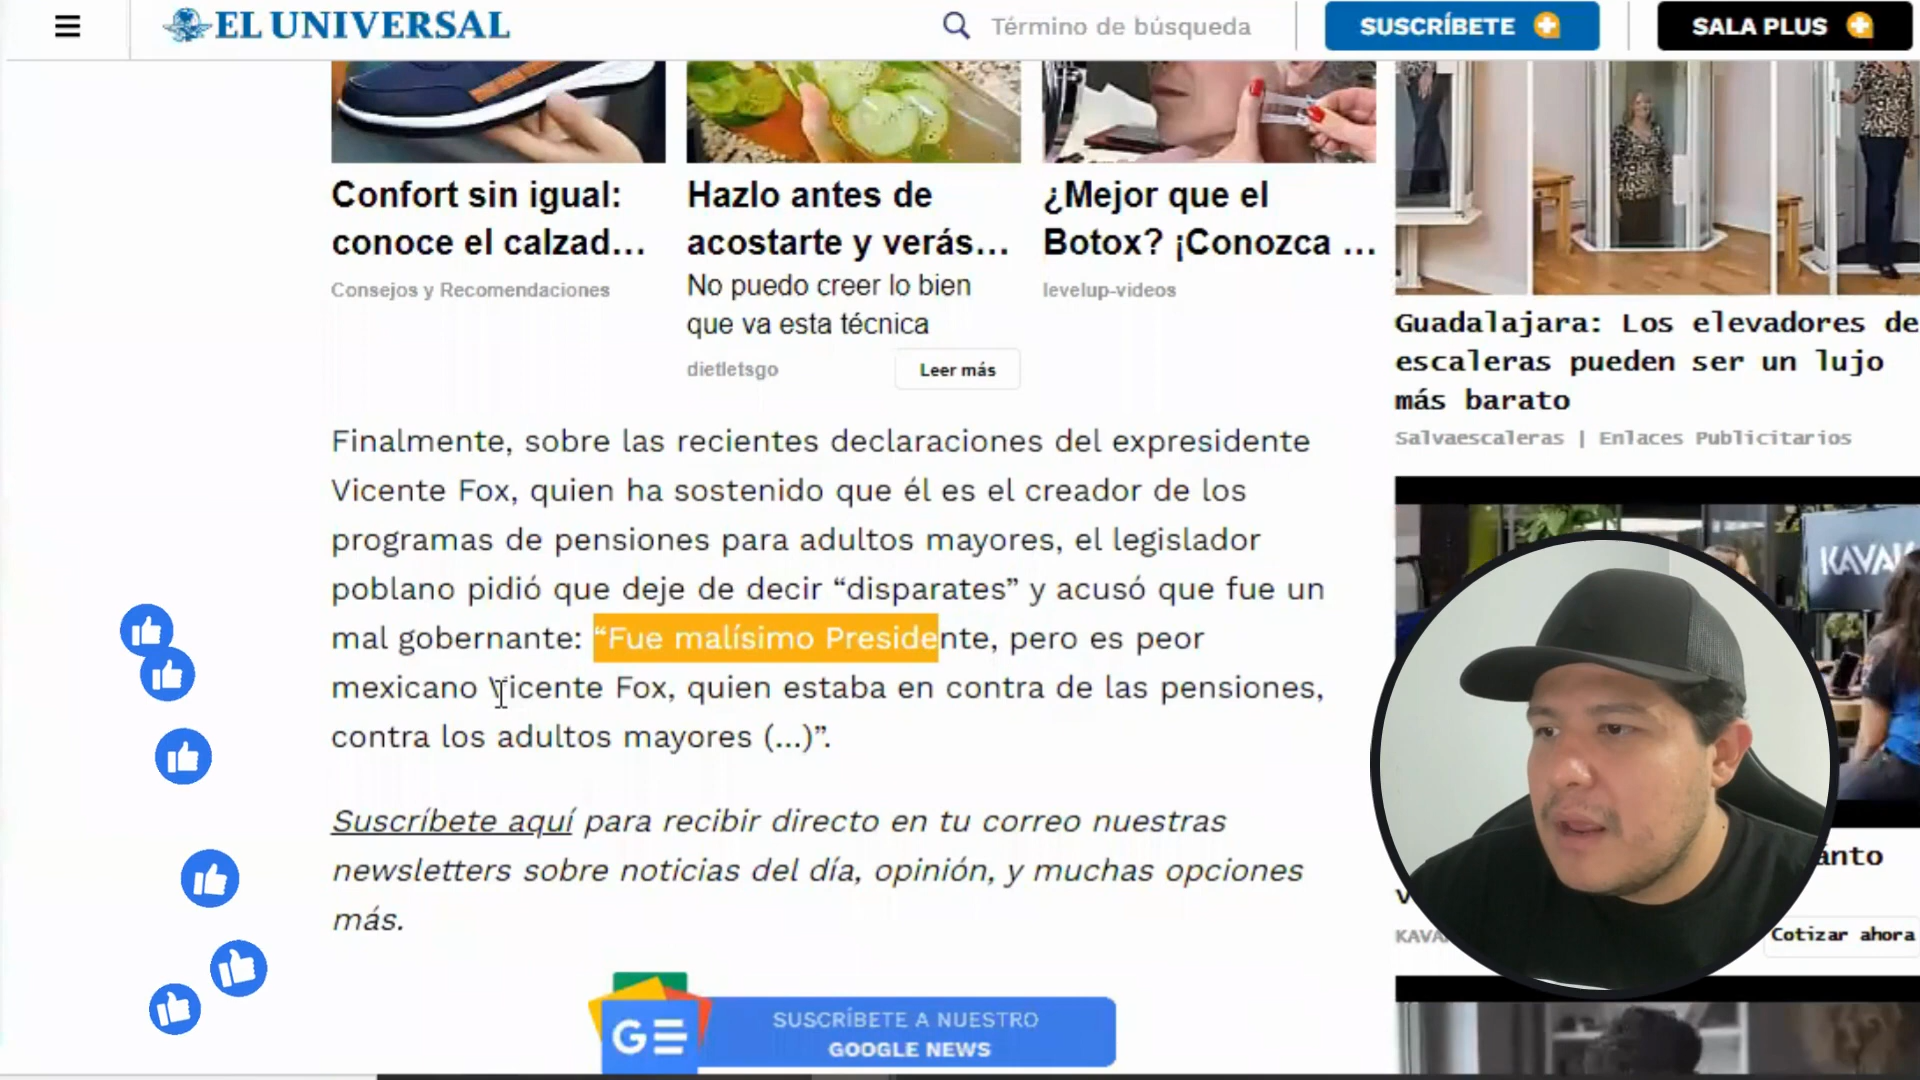 EL UNIVERSAL
Término de búsqueda
SUSCRÍBETE
SALA PLUS
Confort sin igual:
conoce el calzad...
Consejos y Recomendaciones
Hazlo antes de
acostarte y verás...
No puedo creer lo bien
que va esta técnica
dietletsgo
Leer más
¿Mejor que el
Botox? ¡Conozca ...
levelup-videos
Guadalajara: Los elevadores de
escaleras pueden ser un lujo
más barato
Salvaescaleras | Enlaces Publicitarios
Finalmente, sobre las recientes declaraciones del expresidente
Vicente Fox, quien ha sostenido que él es el creador de los
programas de pensiones para adultos mayores, el legislador
poblano pidió que deje de decir “disparates” y acusó que fue un
mal gobernante: “Fue malísimo Presidente, pero es peor
mexicano Vicente Fox, quien estaba en contra de las pensiones,
contra los adultos mayores (...)”.
Suscríbete aquí para recibir directo en tu correo nuestras
newsletters sobre noticias del día, opinión, y muchas opciones
más.
KAVAK
Cotizar ahora
GE
SUSCRÍBETE A NUESTRO
GOOGLE NEWS